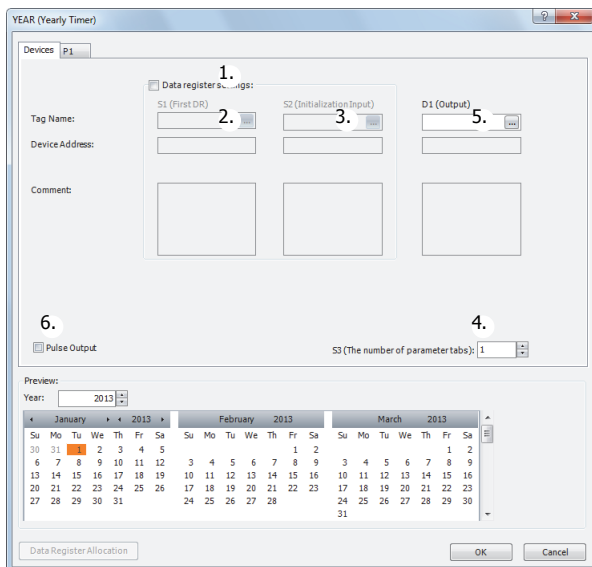 YEAR (Yearly Timer) ?
Devices P1
1.
Data register settings:
S1 (First DR) S2 (Initialization Input) D1 (Output)
Tag Name: 2. ... 3. ... 5. ...
Device Address:
Comment:
6. 4.
Pulse Output S3 (The number of parameter tabs): 1
Preview:
Year: 2013
January 2013 February 2013 March 2013
Su Mo Tu We Th Fr Sa Su Mo Tu We Th Fr Sa Su Mo Tu We Th Fr Sa
30 31 1 2 3 4 5 1 2 1 2
6 7 8 9 10 11 12 3 4 5 6 7 8 9 3 4 5 6 7 8 9
13 14 15 16 17 18 19 10 11 12 13 14 15 16 10 11 12 13 14 15 16
20 21 22 23 24 25 26 17 18 19 20 21 22 23 17 18 19 20 21 22 23
27 28 29 30 31 24 25 26 27 28 24 25 26 27 28 29 30
31
Data Register Allocation OK Cancel